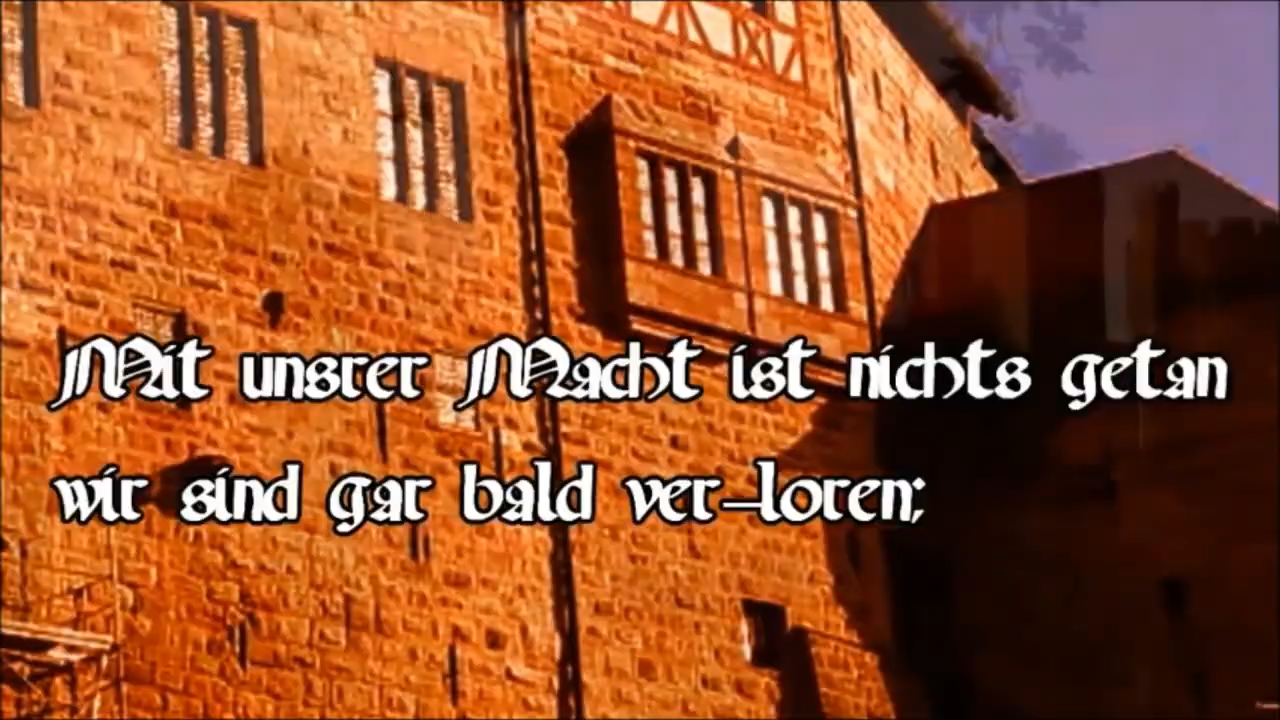 Mit unsrer Macht ist nichts getan
wir sind gar bald ver-loren;